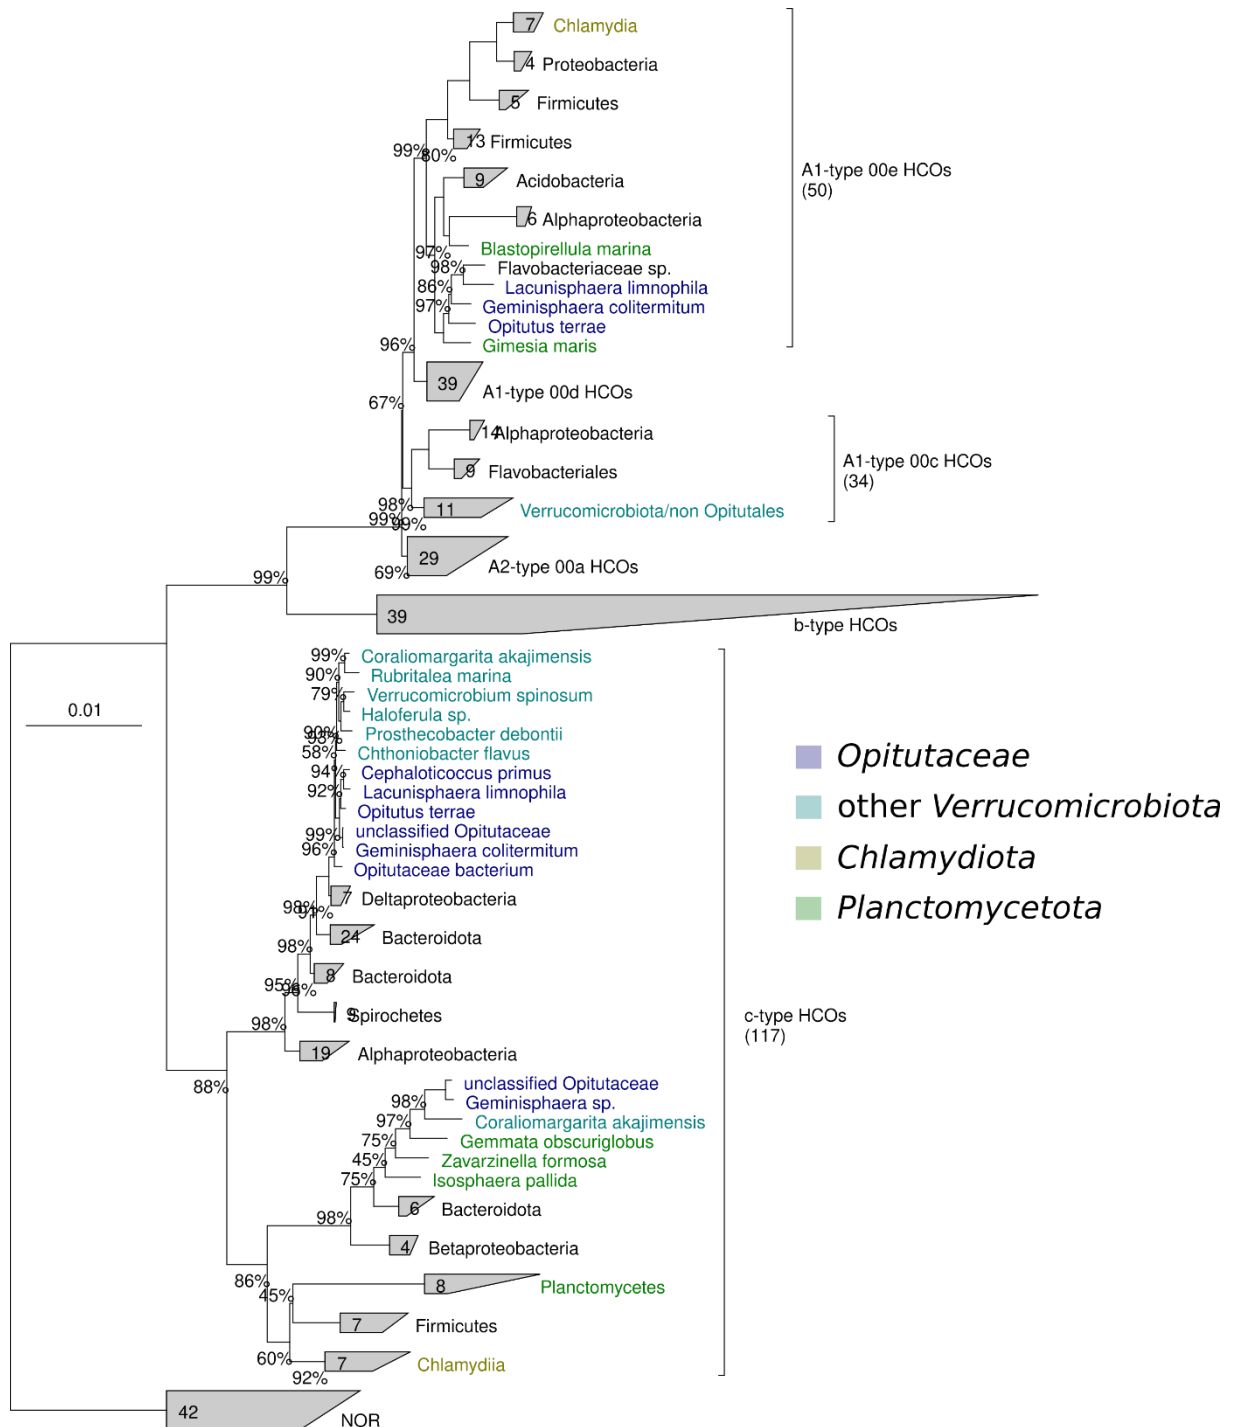 7 Chlamydia
4 Proteobacteria
5 Firmicutes
13 Firmicutes
99%
80%
9 Acidobacteria
A1-type 00e HCOs
(50)
6 Alphaproteobacteria
97%
Blastopirellula marina
98%
Flavobacteriaceae sp.
86%
Lacunisphaera limnophila
97%
Geminisphaera colitermitum
Opitutus terrae
96%
Gimesia maris
39
A1-type 00d HCOs
67%
14 Alphaproteobacteria
A1-type 00c HCOs
(34)
9 Flavobacteriales
98%
11
Verrucomicrobiota/non Opitutales
99%
99%
29
A2-type 00a HCOs
69%
99%
39
b-type HCOs
99%
Coraliomargarita akajimensis
90%
Rubritalea marina
79%
Verrucomicrobium spinosum
0.01
Haloferula sp.
90%
98%
Prosthecobacter debontii
58%
Chthoniobacter flavus
94%
Cephaloticoccus primus
92%
Lacunisphaera limnophila
Opitutus terrae
99%
unclassified Opitutaceae
96%
Geminisphaera colitermitum
Opitutaceae bacterium
Opitutaceae
other Verrucomicrobiota
Chlamydiota
Planctomycetota
7 Deltaproteobacteria
98%
91%
24 Bacteroidota
98%
8 Bacteroidota
95%
9 Spirochetes
98%
c-type HCOs
(117)
19 Alphaproteobacteria
88%
unclassified Opitutaceae
98%
Geminisphaera sp.
97%
Coraliomargarita akajimensis
75%
Gemmata obscuriglobus
45%
Zavarzinella formosa
75%
Isosphaera pallida
6 Bacteroidota
98%
4 Betaproteobacteria
86%
8 Planctomycetes
45%
7 Firmicutes
60%
7 Chlamydiia
92%
42
NOR